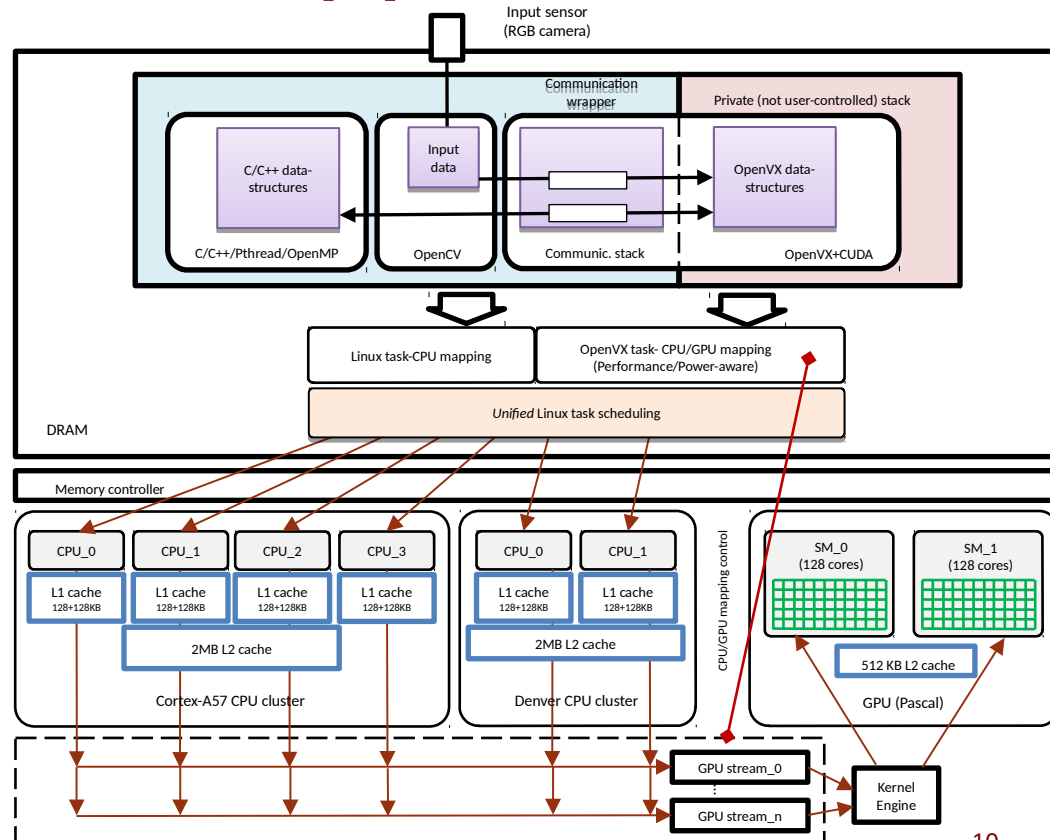 Input sensor
(RGB camera)
Communication
wrapper
Private (not user-controlled) stack
C/C++ data-
structures
Input
data
OpenVX data-
structures
C/C++/Pthread/OpenMP
OpenCV
Communic. stack
OpenVX+CUDA
Linux task-CPU mapping
OpenVX task- CPU/GPU mapping
(Performance/Power-aware)
Unified Linux task scheduling
DRAM
Memory controller
CPU_0
CPU_1
CPU_2
CPU_3
CPU_0
CPU_1
SM_0
(128 cores)
SM_1
(128 cores)
L1 cache
128+128KB
L1 cache
128+128KB
L1 cache
128+128KB
L1 cache
128+128KB
L1 cache
128+128KB
L1 cache
128+128KB
2MB L2 cache
2MB L2 cache
512 KB L2 cache
CPU/GPU mapping control
Cortex-A57 CPU cluster
Denver CPU cluster
GPU (Pascal)
GPU stream_0
...
GPU stream_n
Kernel
Engine